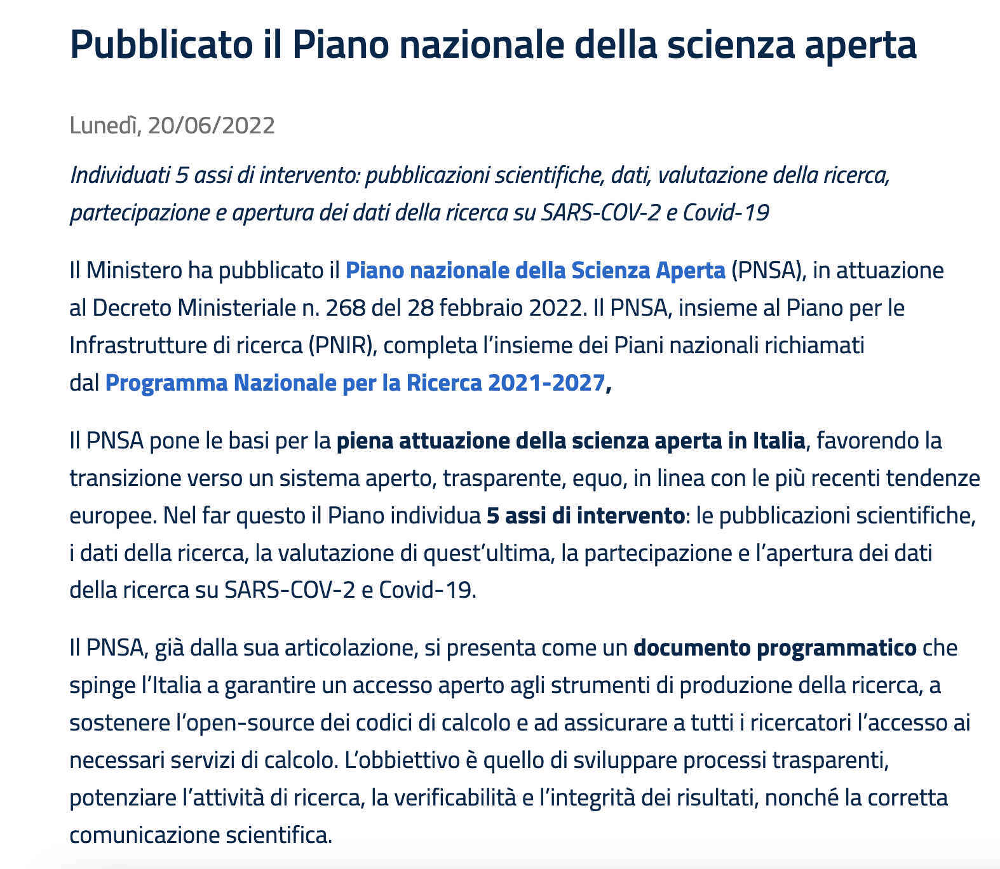 Pubblicato il Piano nazionale della scienza aperta
Lunedì, 20/06/2022
Individuati 5 assi di intervento: pubblicazioni scientifiche, dati, valutazione della ricerca,
partecipazione e apertura dei dati della ricerca su SARS-COV-2 e Covid-19
Il Ministero ha pubblicato il Piano nazionale della Scienza Aperta (PNSA), in attuazione
al Decreto Ministeriale n. 268 del 28 febbraio 2022. Il PNSA, insieme al Piano per le
Infrastrutture di ricerca (PNIR), completa l’insieme dei Piani nazionali richiamati
dal Programma Nazionale per la Ricerca 2021-2027,
Il PNSA pone le basi per la piena attuazione della scienza aperta in Italia, favorendo la
transizione verso un sistema aperto, trasparente, equo, in linea con le più recenti tendenze
europee. Nel far questo il Piano individua 5 assi di intervento: le pubblicazioni scientifiche,
i dati della ricerca, la valutazione di quest’ultima, la partecipazione e l’apertura dei dati
della ricerca su SARS-COV-2 e Covid-19.
Il PNSA, già dalla sua articolazione, si presenta come un documento programmatico che
spinge l’Italia a garantire un accesso aperto agli strumenti di produzione della ricerca, a
sostenere l’open-source dei codici di calcolo e ad assicurare a tutti i ricercatori l’accesso ai
necessari servizi di calcolo. L’obbiettivo è quello di sviluppare processi trasparenti,
potenziare l’attività di ricerca, la verificabilità e l’integrità dei risultati, nonché la corretta
comunicazione scientifica.